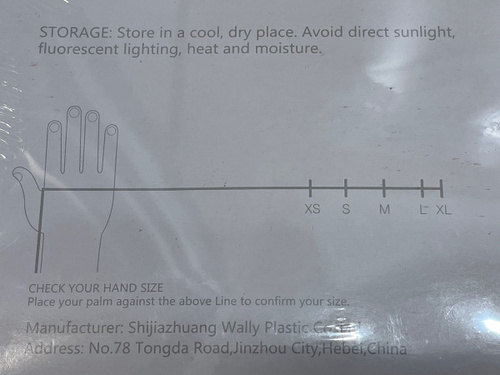 STORAGE: Store in a cool, dry place. Avoid direct sunlight,
fluorescent lighting, heat and moisture.
XS S M L XL
CHECK YOUR HAND SIZE
Place your palm against the above Line to confirm your size.
Manufacturer: Shijiazhuang Wally Plastic
Address: No.78 Tongda Road,Jinzhou City,Hebei,China